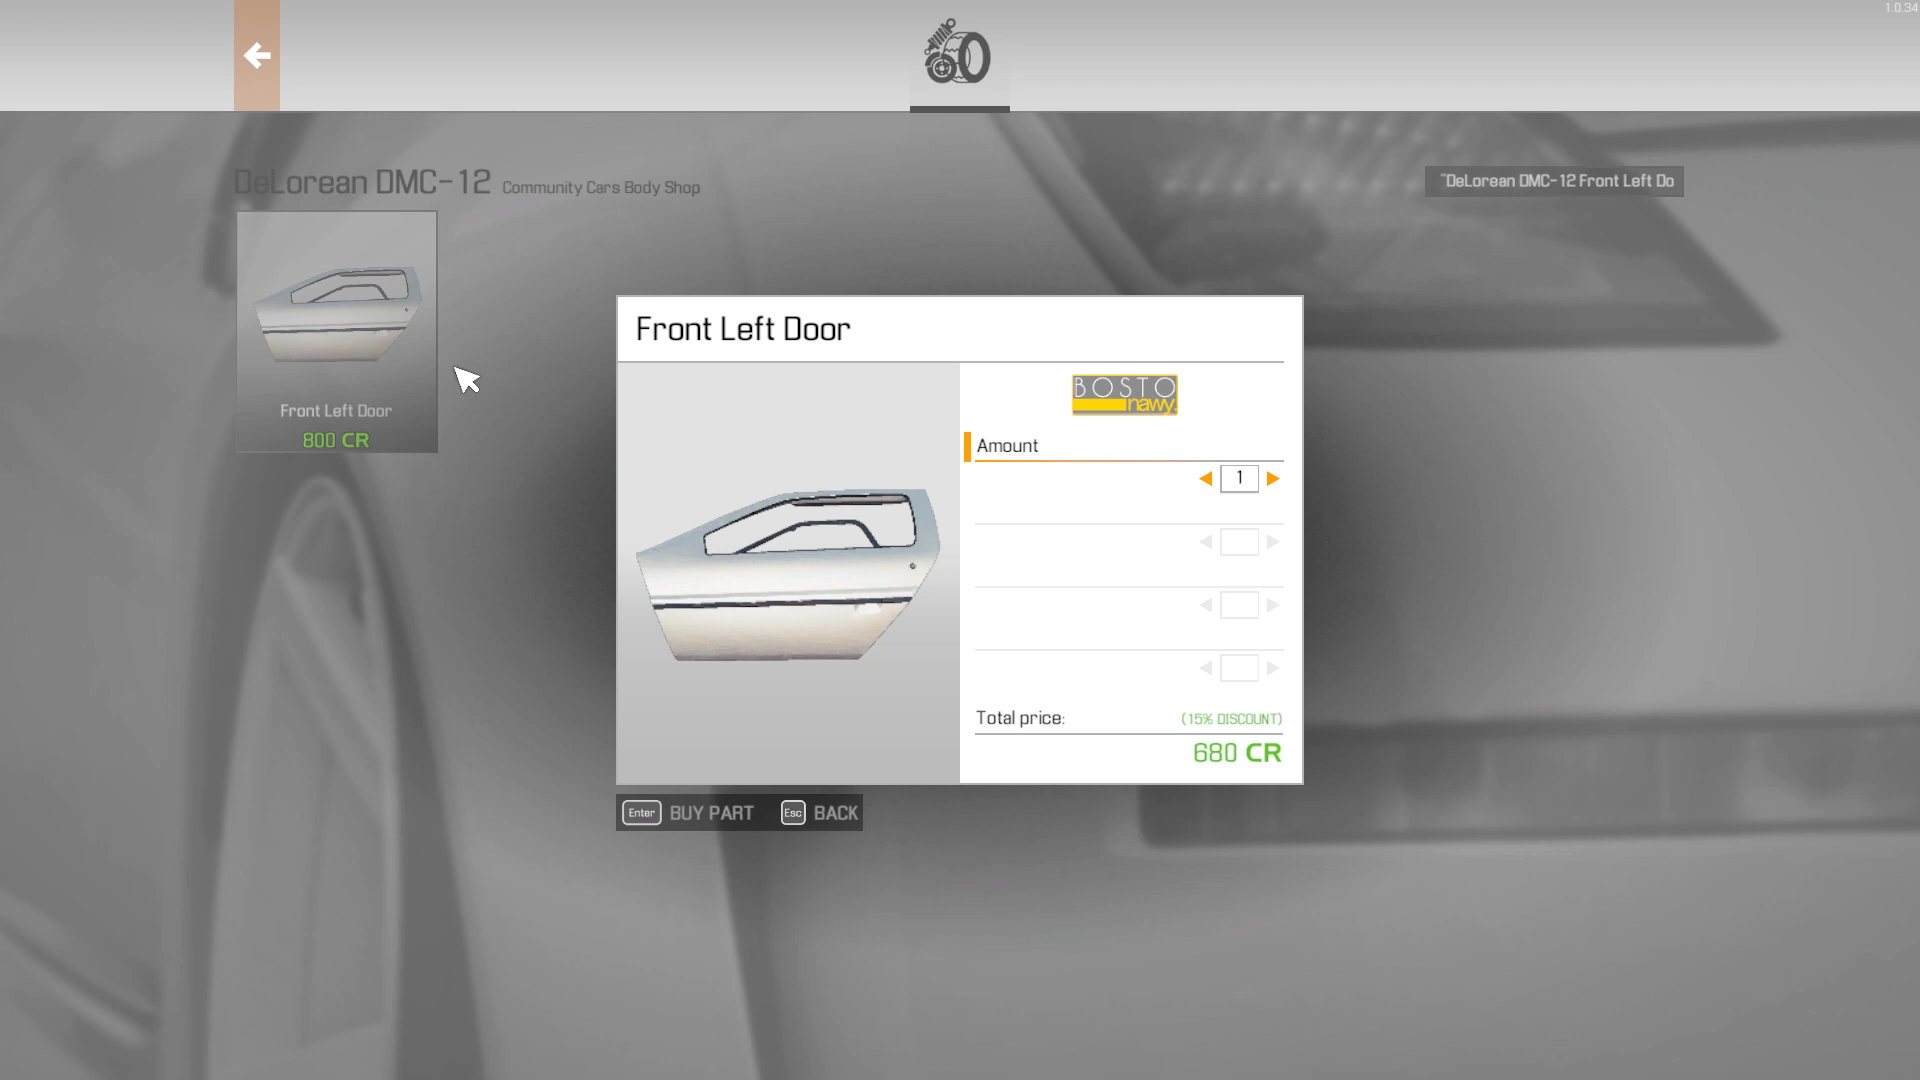 1.0.34
DeLorean DMC-12 Community Cars Body Shop
"DeLorean DMC-12 Front Left Do
Front Left Door
800 CR
Front Left Door
BOSTO
navvy.
Amount
1
Total price:
(15% DISCOUNT)
680 CR
Enter BUY PART Esc BACK